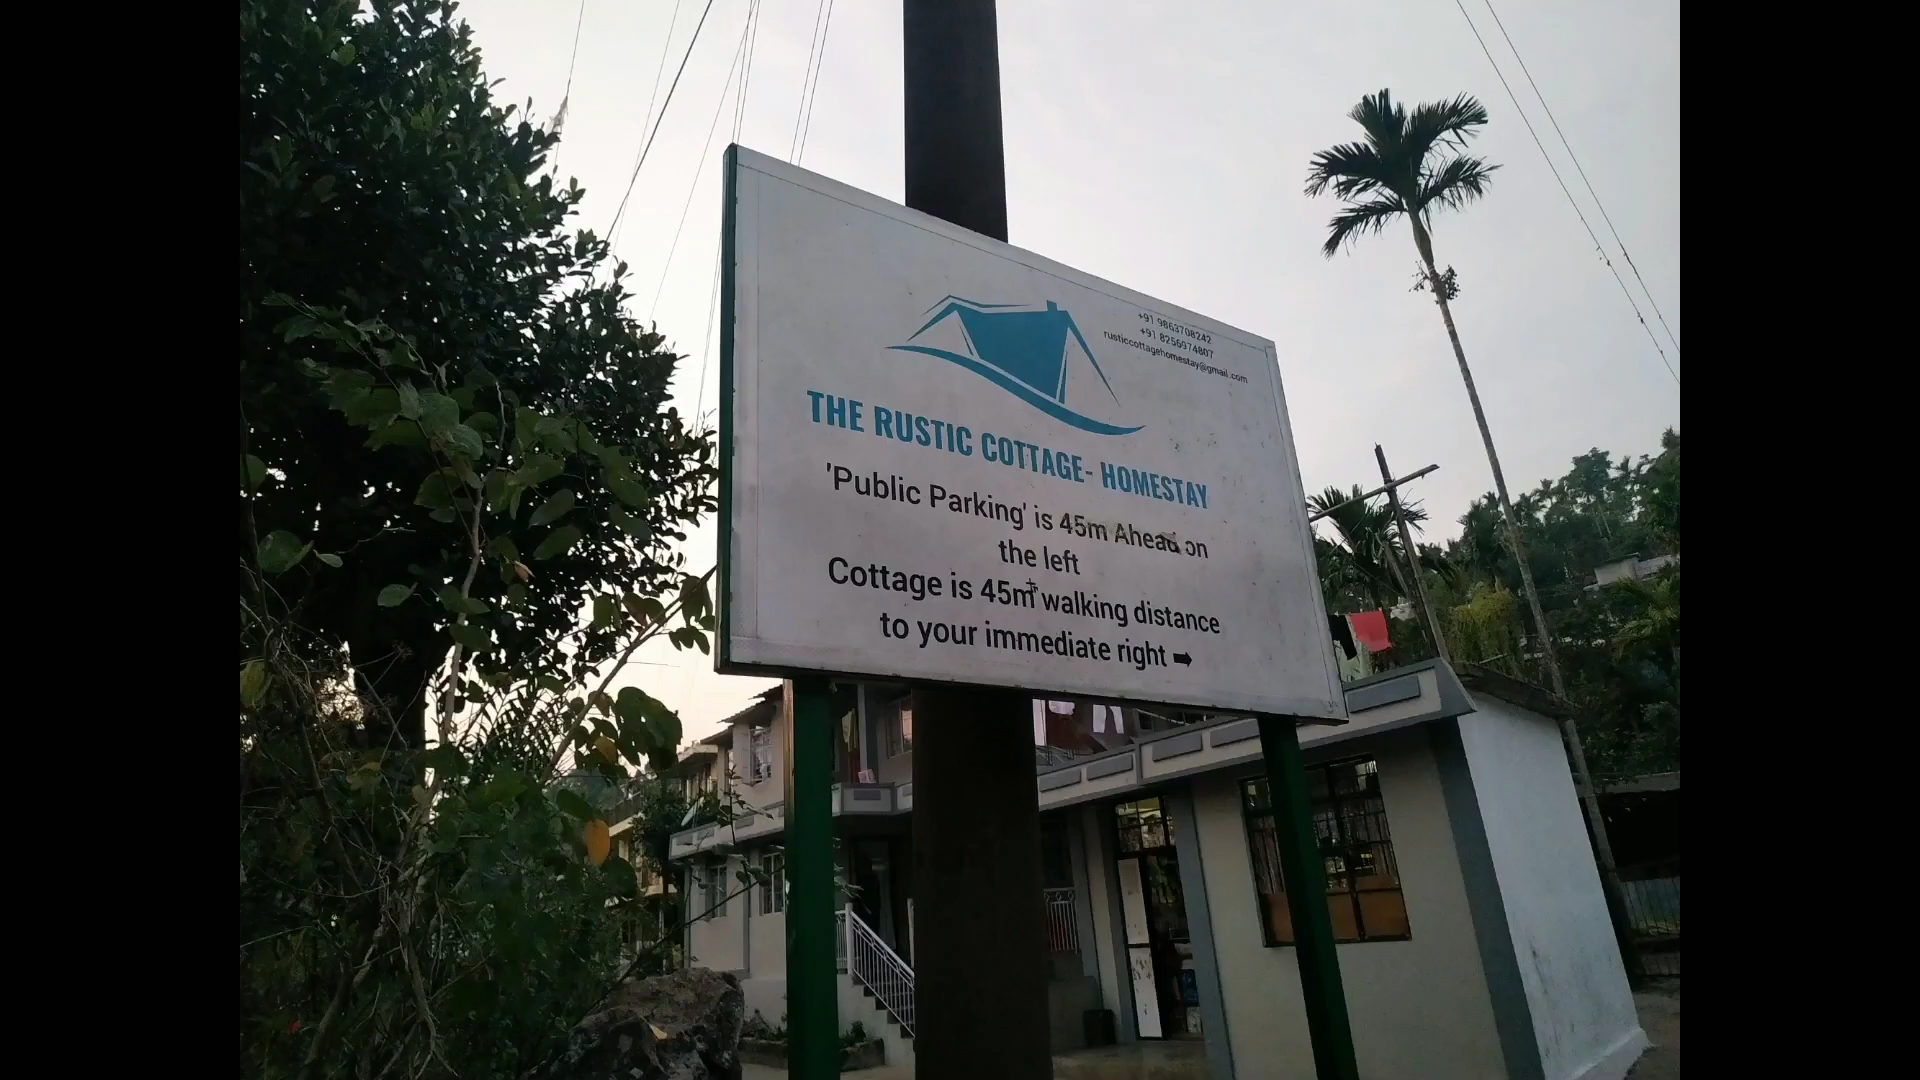 +91 9863708242
+91 8256974807
rusticcottagehomestay@gmail.com
THE RUSTIC COTTAGE- HOMESTAY
'Public Parking' is 45m Ahead on
the left
Cottage is 45m walking distance
to your immediate right ➡